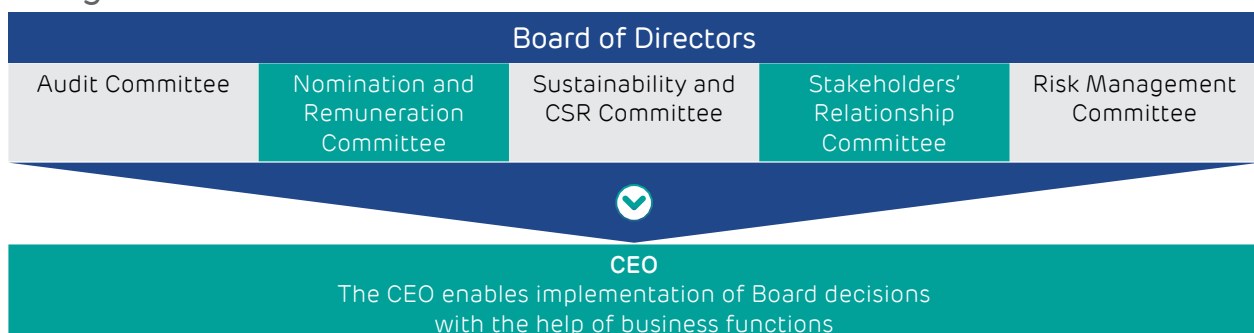 Board of Directors
Audit Committee
Nomination and
Remuneration
Committee
Sustainability and
CSR Committee
Stakeholders'
Relationship
Committee
Risk Management
Committee
CEO
The CEO enables implementation of Board decisions
with the help of business functions